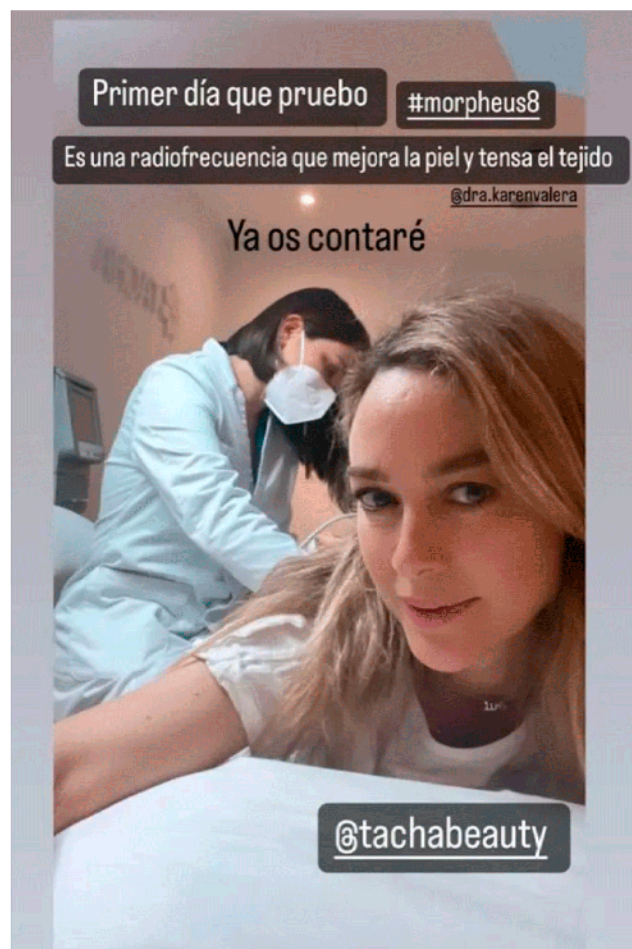 Primer día que pruebo #morpheus8
Es una radiofrecuencia que mejora la piel y tensa el tejido
@dra.karenvalera
Ya os contaré
@tachabeauty